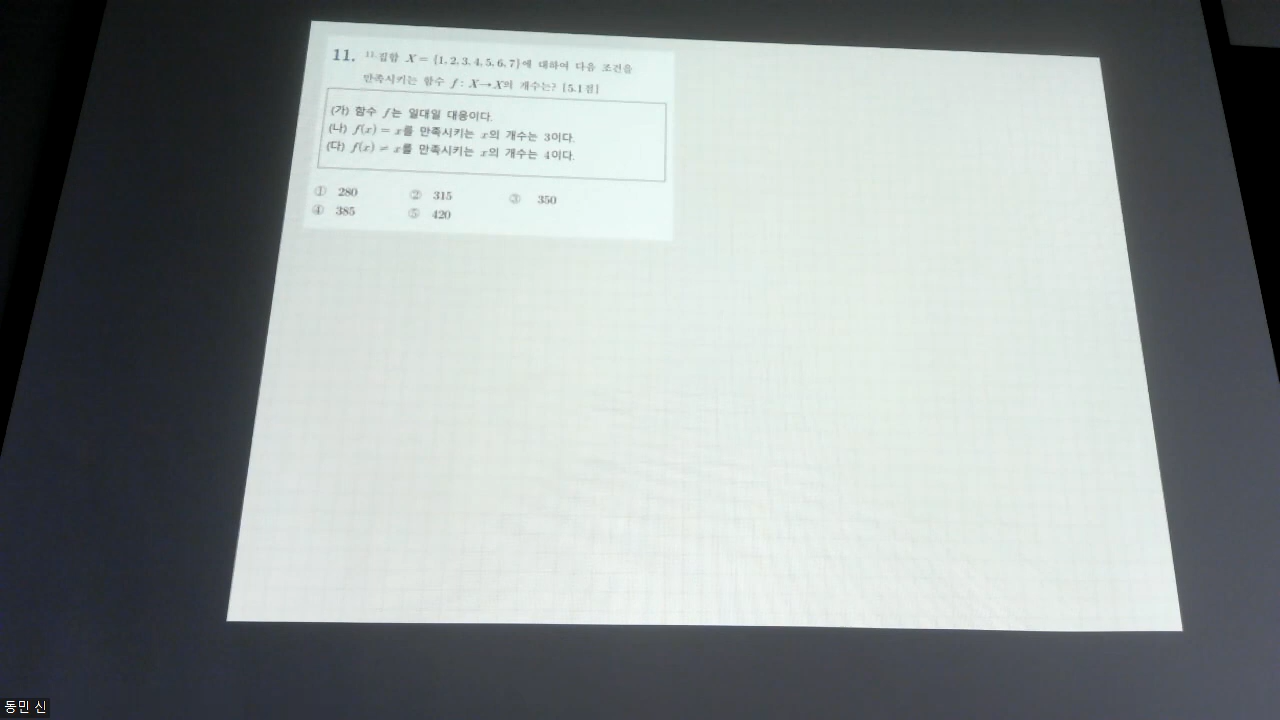 11. 11.집합 X = {1, 2, 3, 4, 5, 6, 7}에 대하여 다음 조건을
만족시키는 함수 f : X→X의 개수는? [5.1점]
(가) 함수 f는 일대일 대응이다.
(나) f(x) = x를 만족시키는 x의 개수는 3이다.
(다) f(x) ≠ x를 만족시키는 x의 개수는 4이다.
① 280 ② 315 ③ 350
④ 385 ⑤ 420
동민 신